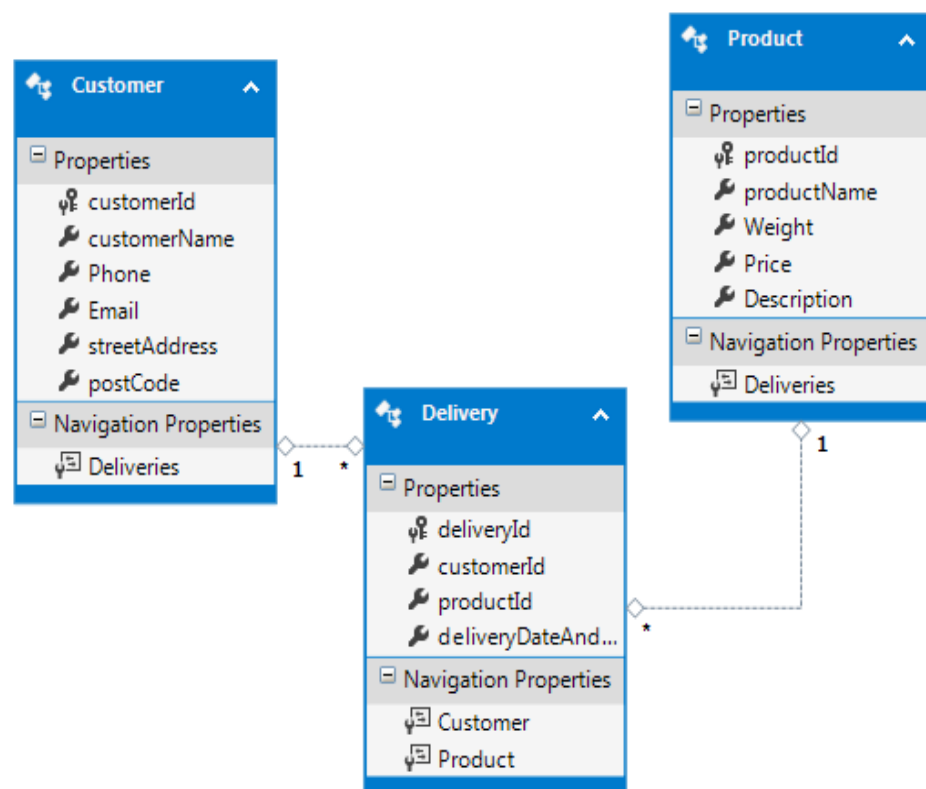 Customer
Properties
customerId
customerName
Phone
Email
streetAddress
postCode
Navigation Properties
Deliveries
1
*
Delivery
Properties
deliveryId
customerId
productId
deliveryDateAnd...
Navigation Properties
Customer
Product
Product
Properties
productId
productName
Weight
Price
Description
Navigation Properties
Deliveries
1
*